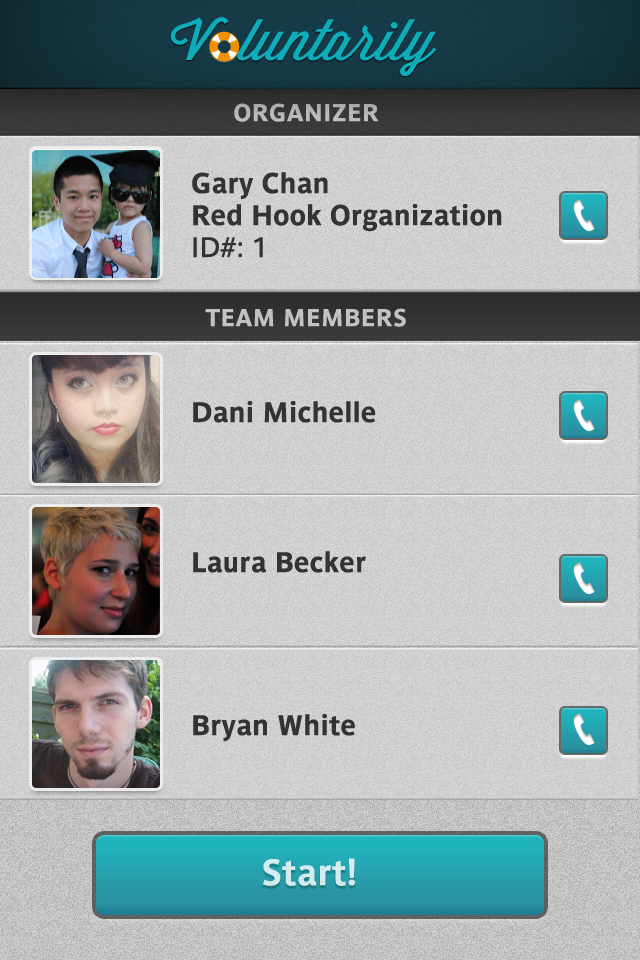 Voluntarily
ORGANIZER
Gary Chan
Red Hook Organization
ID#: 1
TEAM MEMBERS
Dani Michelle
Laura Becker
Bryan White
Start!